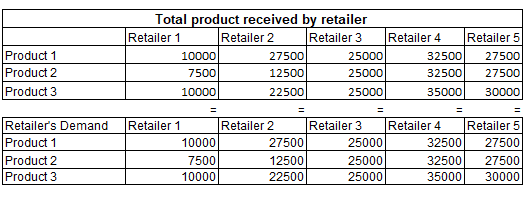 Total product received by retailer
Retailer 1 Retailer 2 Retailer 3 Retailer 4 Retailer 5
Product 1 10000 27500 25000 32500 27500
Product 2 7500 12500 25000 32500 27500
Product 3 10000 22500 25000 35000 30000
= = = = =
Retailer's Demand Retailer 1 Retailer 2 Retailer 3 Retailer 4 Retailer 5
Product 1 10000 27500 25000 32500 27500
Product 2 7500 12500 25000 32500 27500
Product 3 10000 22500 25000 35000 30000